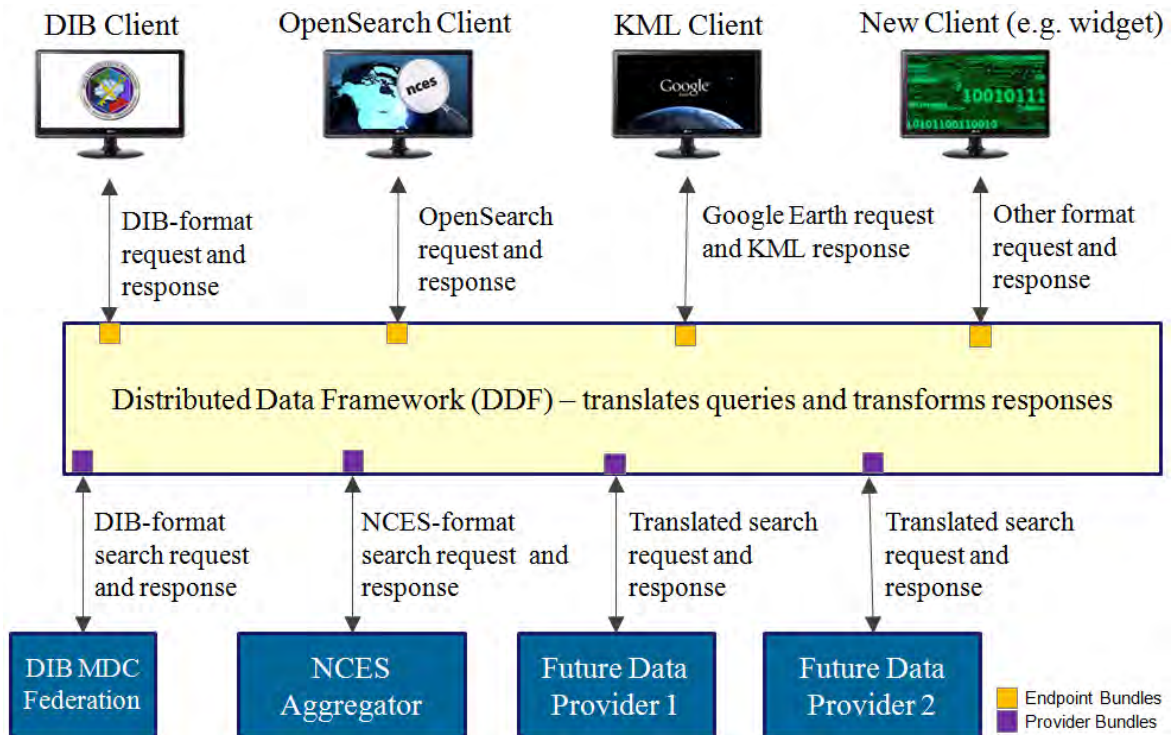 DIB Client
OpenSearch Client
KML Client
New Client (e.g. widget)
nces
Google
10010111
10101100110010
DIB-format
request and
response
OpenSearch
request and
response
Google Earth request
and KML response
Other format
request and
response
Distributed Data Framework (DDF) – translates queries and transforms responses
DIB-format
search request
and response
NCES-format
search request and
response
Translated search
request and
response
Translated search
request and
response
DIB MDC
Federation
NCES
Aggregator
Future Data
Provider 1
Future Data
Provider 2
Endpoint Bundles
Provider Bundles